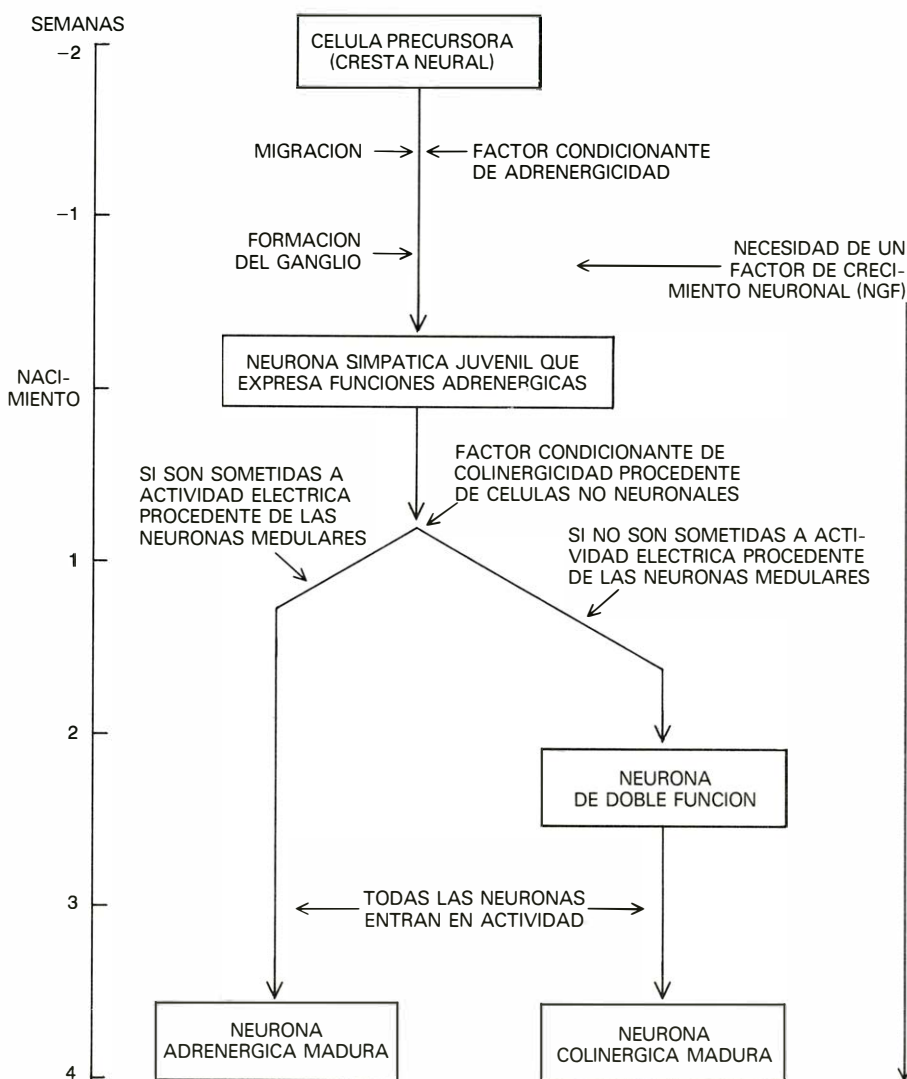 SEMANAS
−2
CELULA PRECURSORA
(CRESTA NEURAL)
MIGRACION
FACTOR CONDICIONANTE
DE ADRENERGICIDAD
−1
FORMACION
DEL GANGLIO
NECESIDAD DE UN
FACTOR DE CRECI-
MIENTO NEURONAL (NGF)
NACI-
MIENTO
NEURONA SIMPATICA JUVENIL QUE
EXPRESA FUNCIONES ADRENERGICAS
SI SON SOMETIDAS A
ACTIVIDAD ELECTRICA
PROCEDENTE DE LAS
NEURONAS MEDULARES
FACTOR CONDICIONANTE DE
COLINERGICIDAD PROCEDENTE
DE CELULAS NO NEURONALES
SI NO SON SOMETIDAS A ACTI-
VIDAD ELECTRICA PROCEDENTE
DE LAS NEURONAS MEDULARES
1
2
NEURONA
DE DOBLE FUNCION
3
TODAS LAS NEURONAS
ENTRAN EN ACTIVIDAD
NEURONA
ADRENERGICA MADURA
NEURONA
COLINERGICA MADURA
4